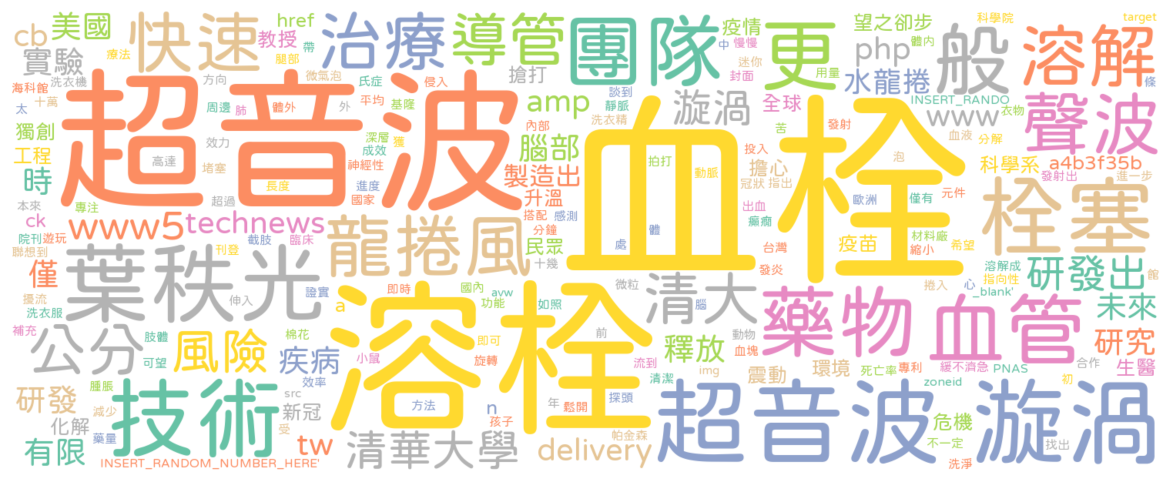 超音波
血栓
溶栓
超音波漩渦
葉秩光
技術
栓塞
藥物
血管
龍捲風
團隊
治療
快速
導管
更
般
溶解
聲波
清大
公分
清華大學
研發出
研發
風險
www5
technews
tw
www
php
amp
delivery
cb
美國
實驗
href
教授
疫情
望之卻步
科學院
target
療法
帶
腿部
搶打
中
慢慢
體內
迷你
封面
用量
水龍捲
條
海科館
洗衣機
方向
微氣泡
氏症
侵入
太
十萬
周邊
體外
外
平均
肺
基隆
獨創
效力
深層
獲
內部
談到
靜脈
洗衣精
漩渦
全球
INSERT_RANDO
衣物
苦
發射
血液
分解
工程
高達
堵塞
神經性
成效
腦部
製造出
擔心
投入
科學系
a4b3f35b
發射出
進一步
時
長度
國家
進度
升溫
拍打
動脈
冠狀
指出
泡
本來
專注
超過
搭配
感測
出血
癲癇
歐洲
僅有
元件
ck
院刊
遊玩
聯想到
刊登
截肢
臨床
分鐘
民眾
處
體
台灣
疫苗
材料廠
縮小
希望
僅
十幾
發炎
溶解成
指向性
館
擾流
洗衣服
伸入
證實
a
即時
功能
國內
avw
如照
微粒
腦
捲入
心
_blank'
未來
補充
肢體
棉花
即可
前
動物
釋放
研究
可望
疾病
小鼠
旋轉
流到
血塊
震動
環境
死亡率
專利
緩不濟急
PNAS
合作
生醫
腫脹
效率
清潔
img
zoneid
初
化解
減少
藥量
src
新冠
方法
n
年
鬆開
探頭
危機
有限
受
孩子
帕金森
不一定
找出
洗淨
INSERT_RANDOM_NUMBER_HERE'